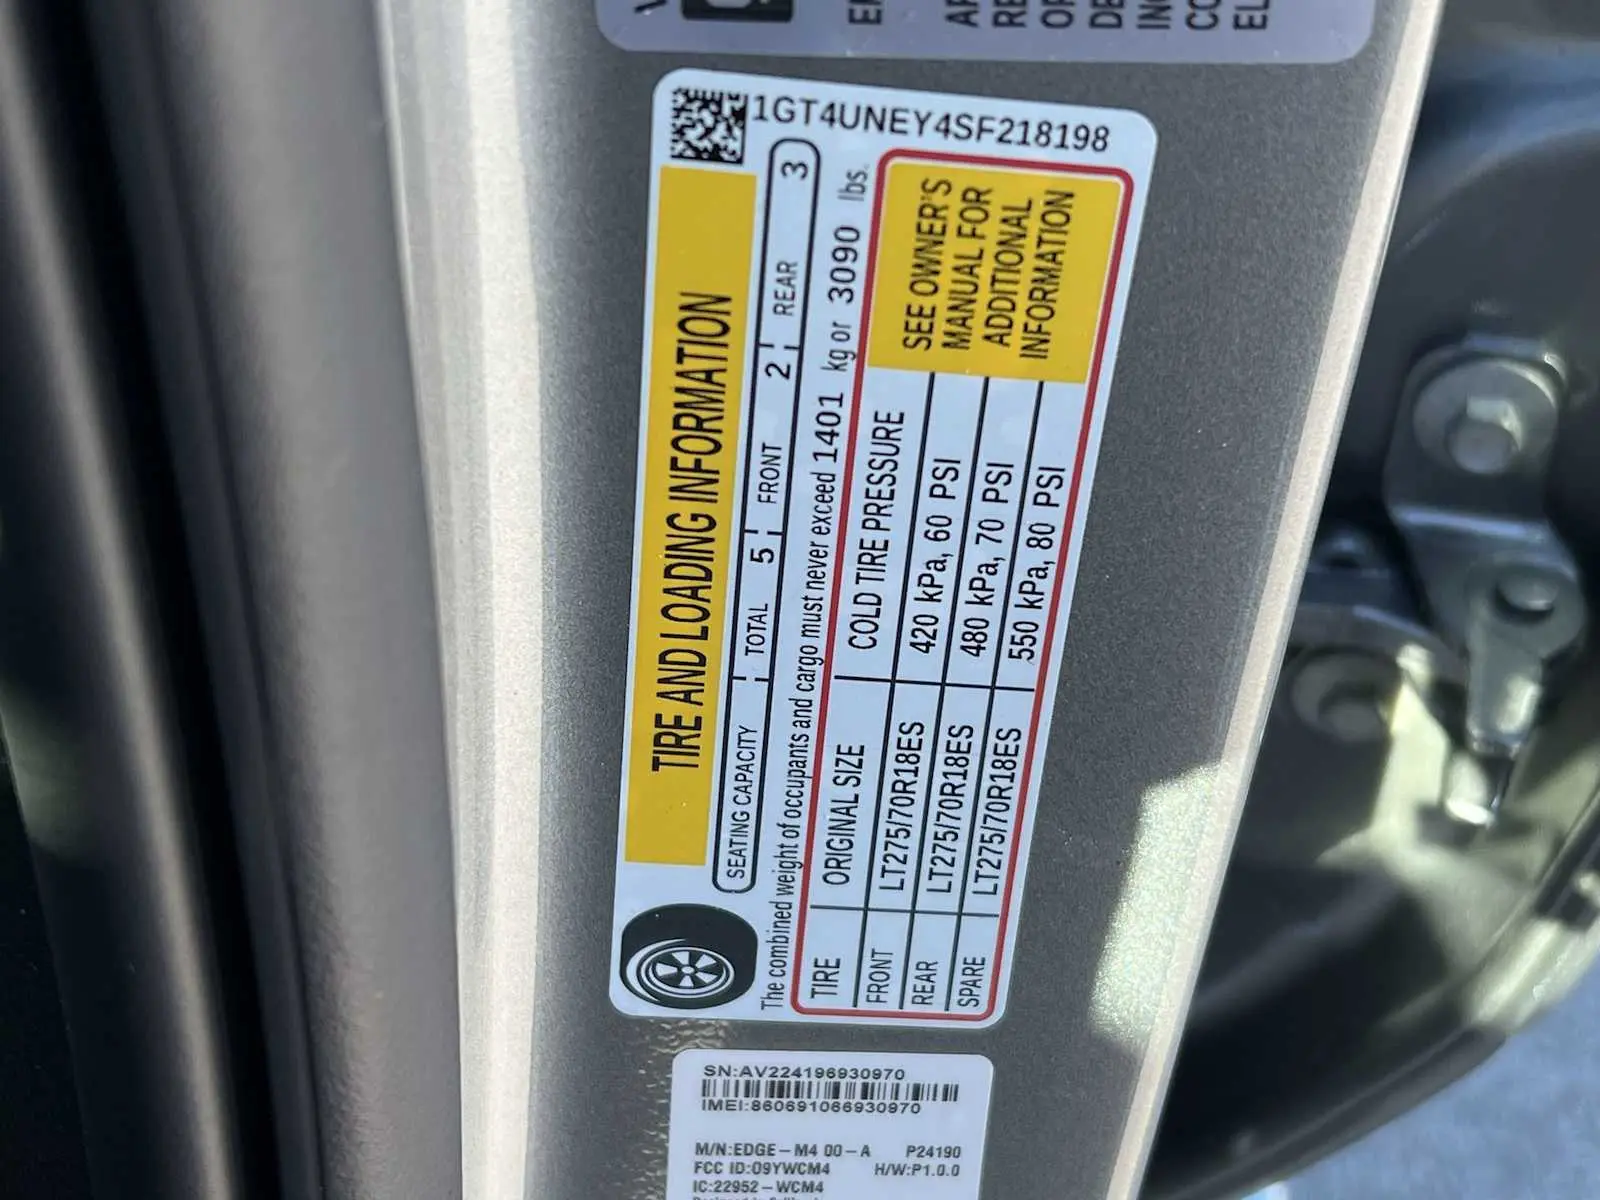 1GT4UNEY4SF218198
TIRE AND LOADING INFORMATION
SEATING CAPACITY TOTAL 5 FRONT 2 REAR 3
The combined weight of occupants and cargo must never exceed 1401 kg or 3090 lbs.
TIRE ORIGINAL SIZE COLD TIRE PRESSURE
FRONT LT275/70R18ES 420 kPa, 60 PSI
REAR LT275/70R18ES 480 kPa, 70 PSI
SPARE LT275/70R18ES 550 kPa, 80 PSI
SEE OWNER'S
MANUAL FOR
ADDITIONAL
INFORMATION
SN:AV224196930970
IMEI:860691066930970
M/N:EDGE-M4 00-A P24190
FCC ID:O9YWCM4 H/W:P1.0.0
IC:22952-WCM4